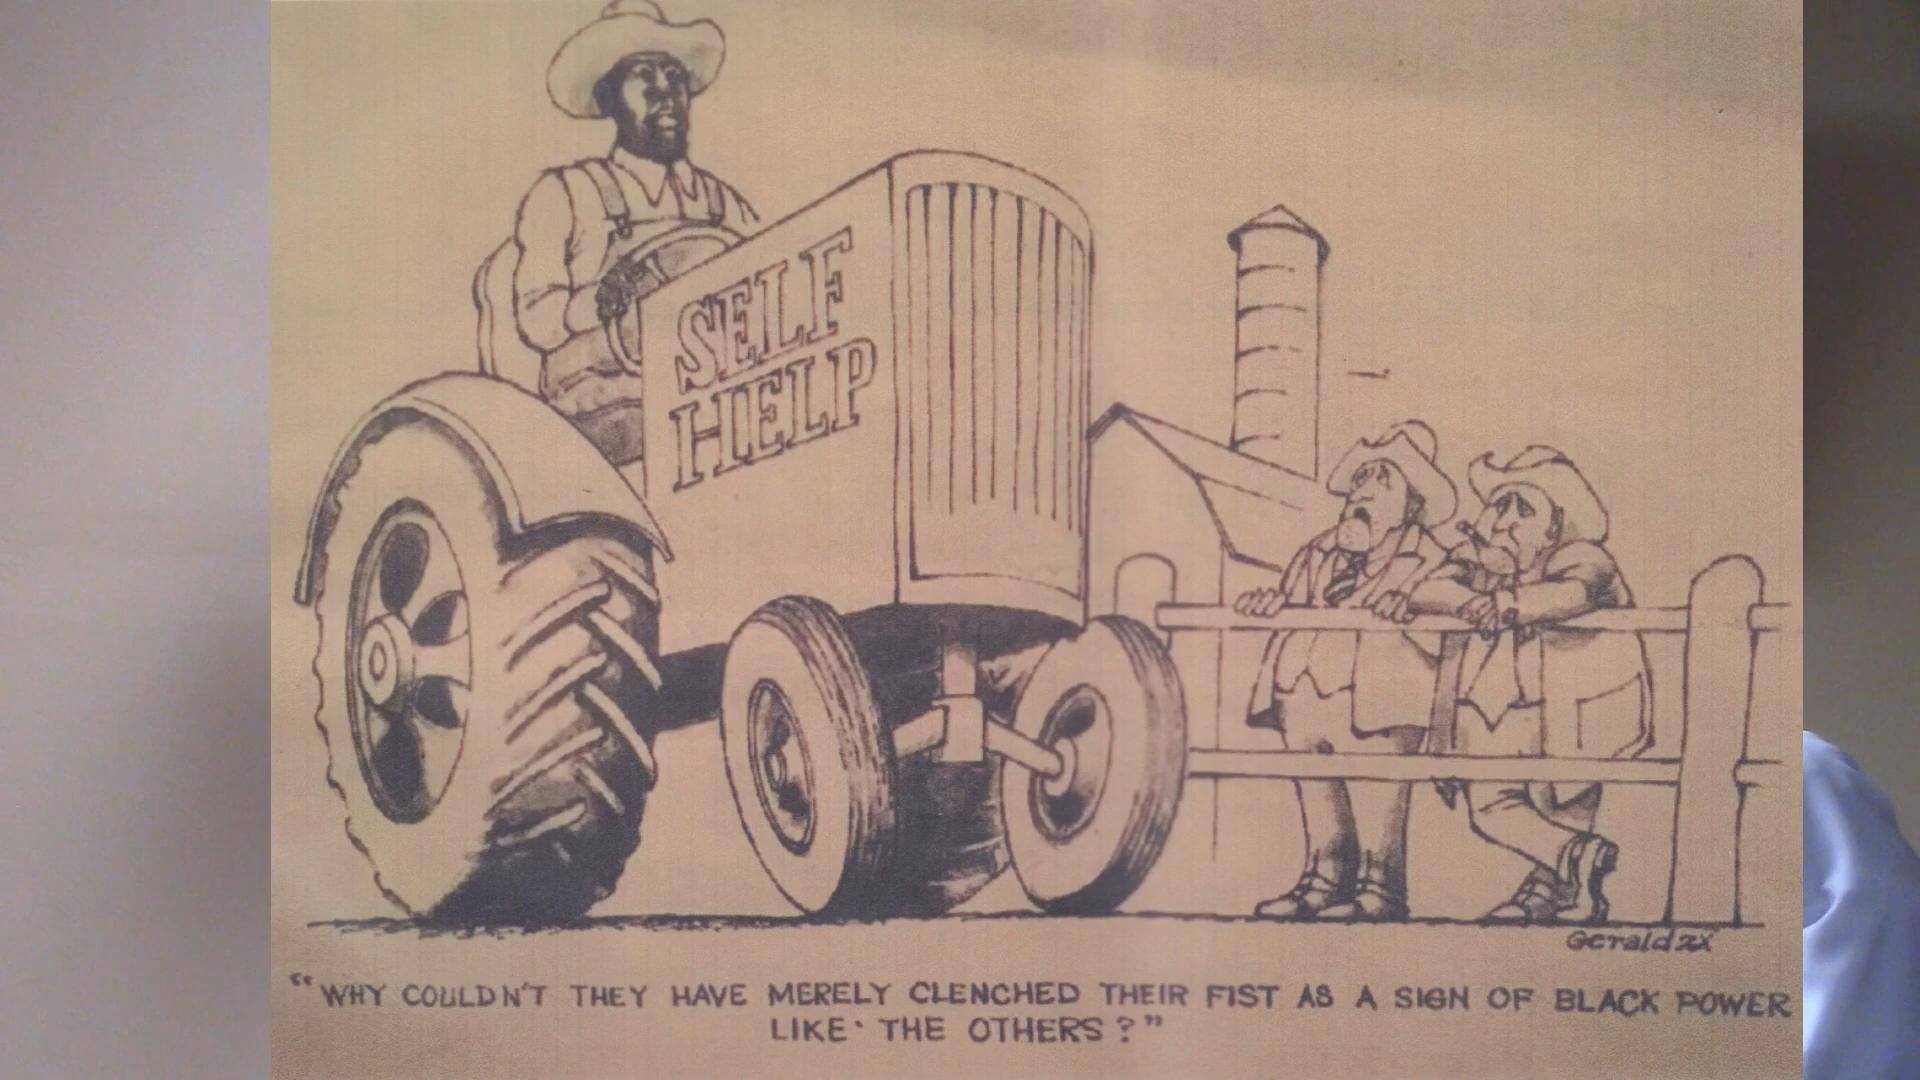 SELF
HELP
Gerald 2X
"WHY COULDN'T THEY HAVE MERELY CLENCHED THEIR FIST AS A SIGN OF BLACK POWER
LIKE THE OTHERS?"